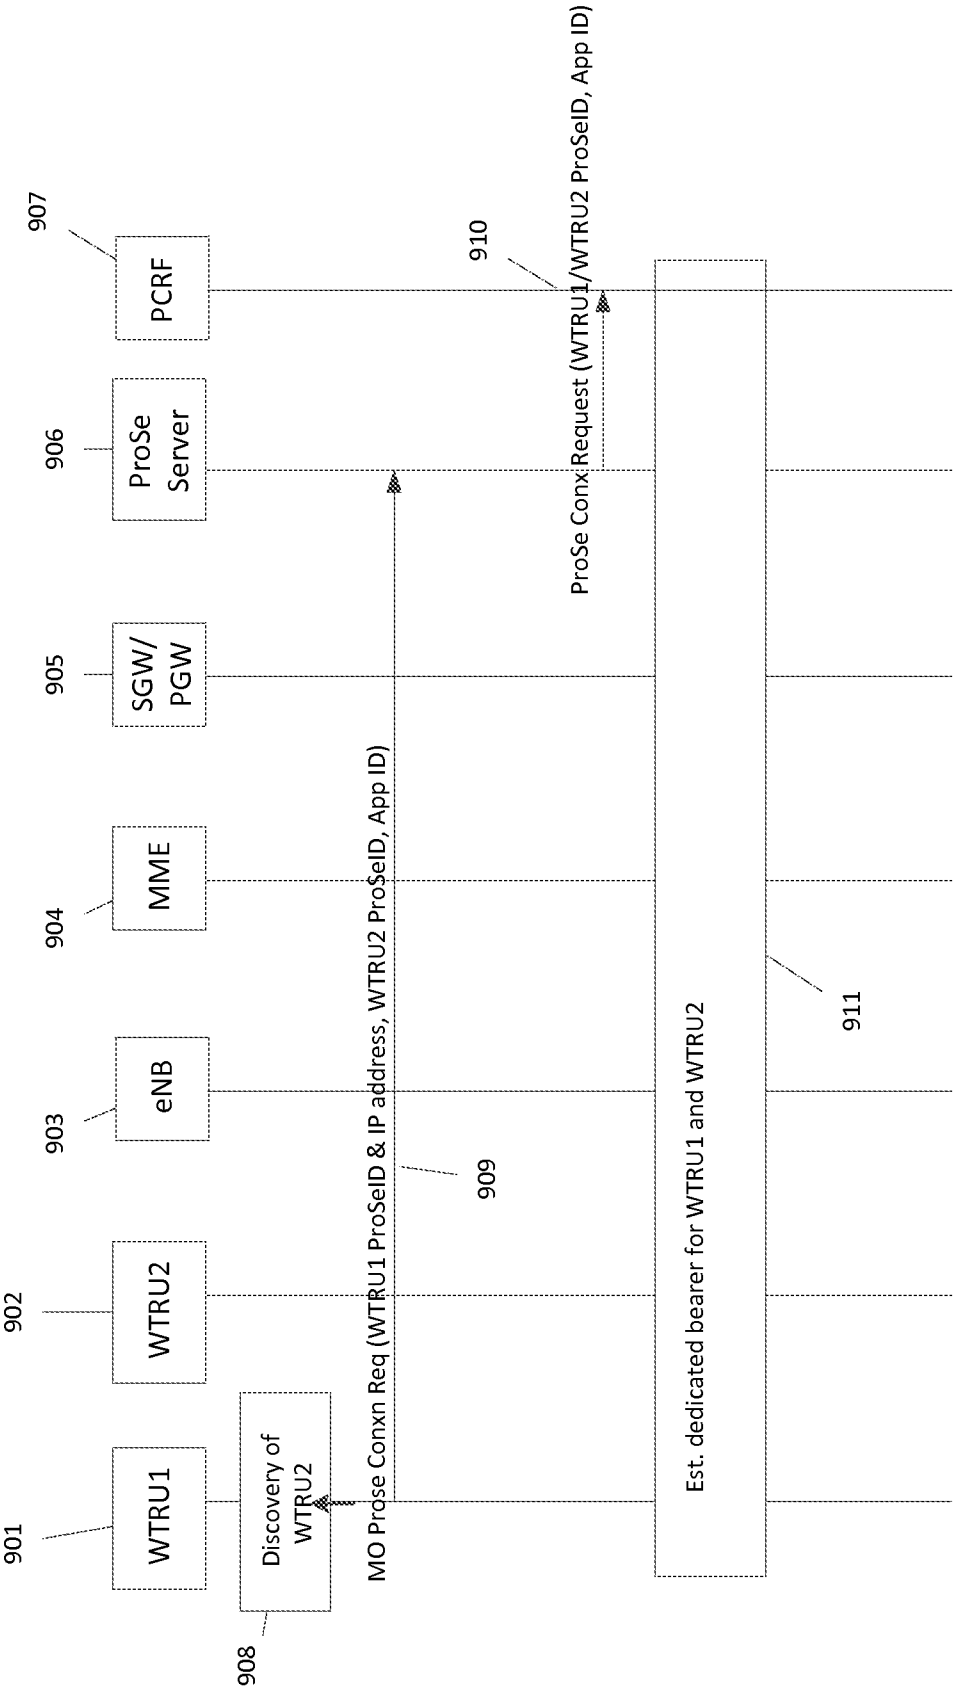 901
902
903
904
905
906
907
WTRU1
WTRU2
eNB
MME
SGW/
PGW
ProSe
Server
PCRF
908
Discovery of
WTRU2
MO Prose Conxn Req (WTRU1 ProSeID & IP address, WTRU2 ProSeID, App ID)
909
910
ProSe Conx Request (WTRU1/WTRU2 ProSeID, App ID)
Est. dedicated bearer for WTRU1 and WTRU2
911